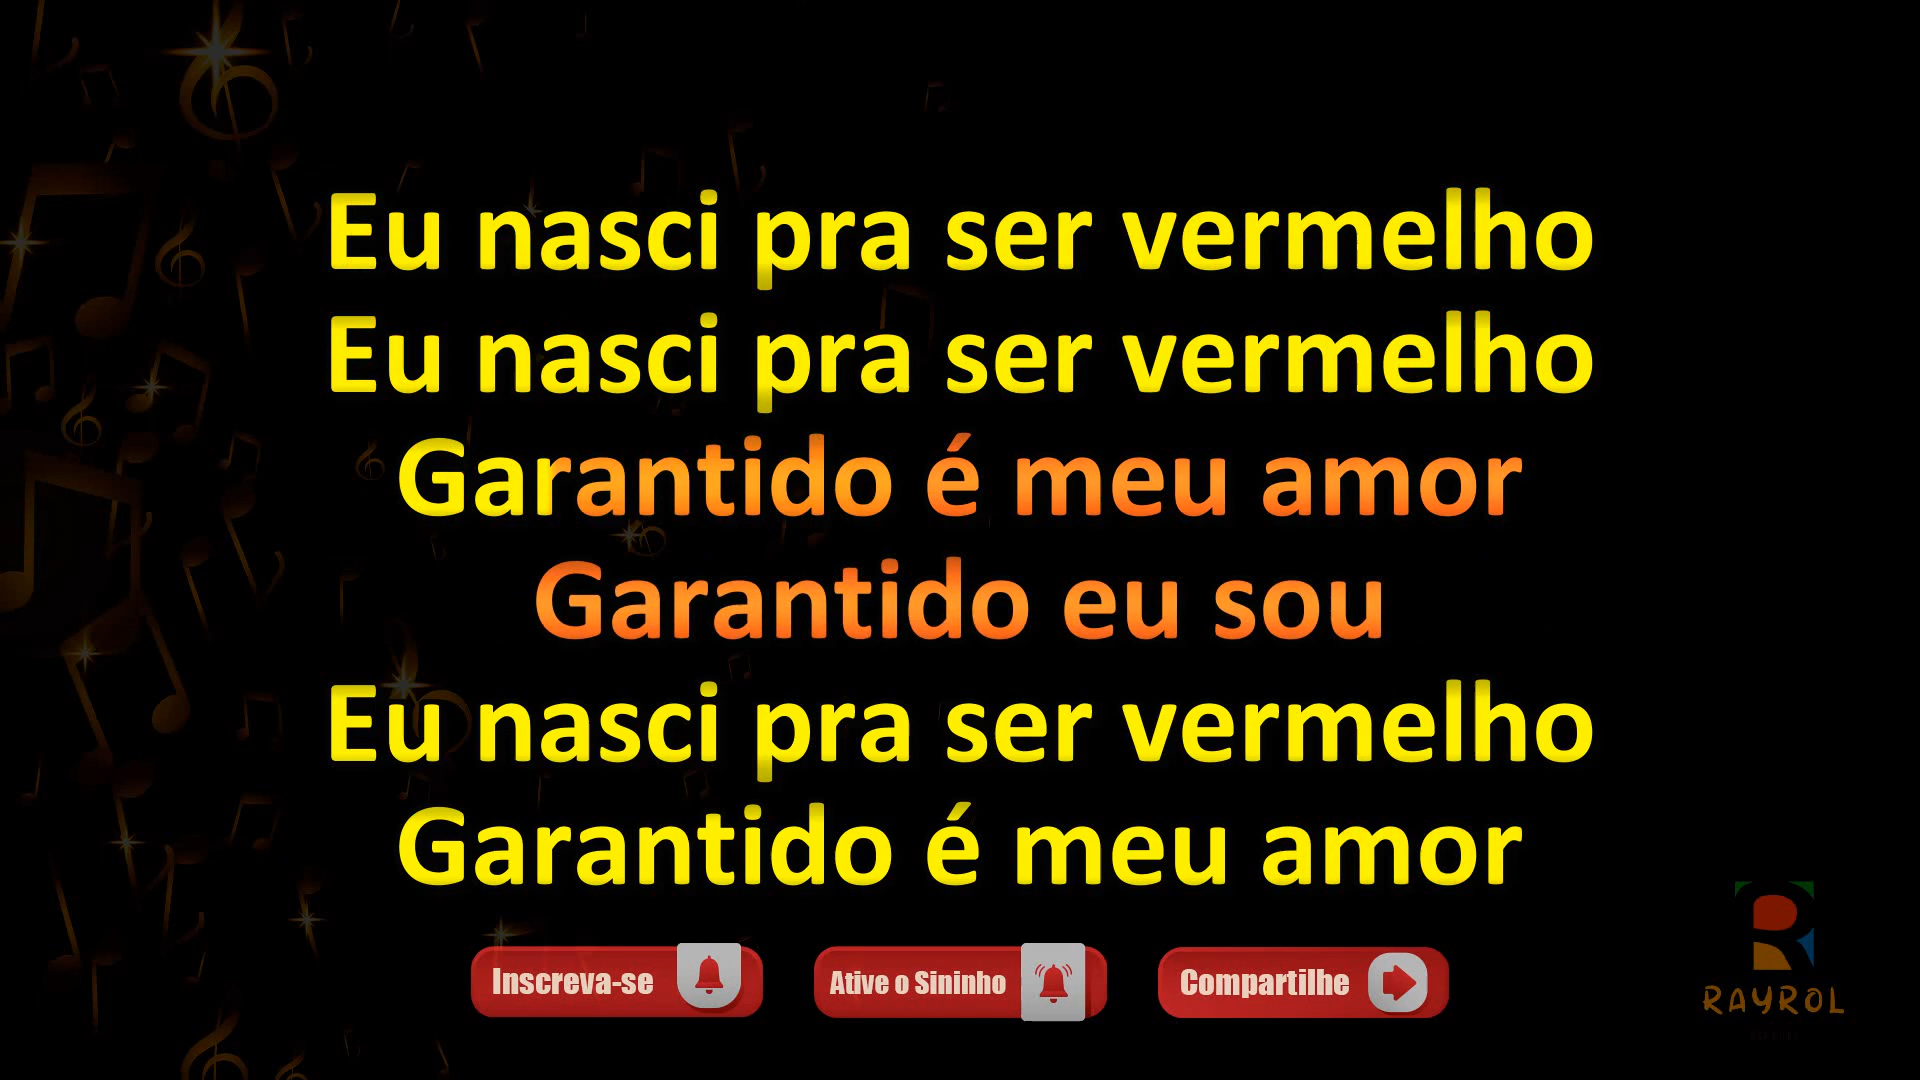 Eu nasci pra ser vermelho
Eu nasci pra ser vermelho
Garantido é meu amor
Garantido eu sou
Eu nasci pra ser vermelho
Garantido é meu amor
Inscreva-se
Ative o Sininho
Compartilhe
RAYROL